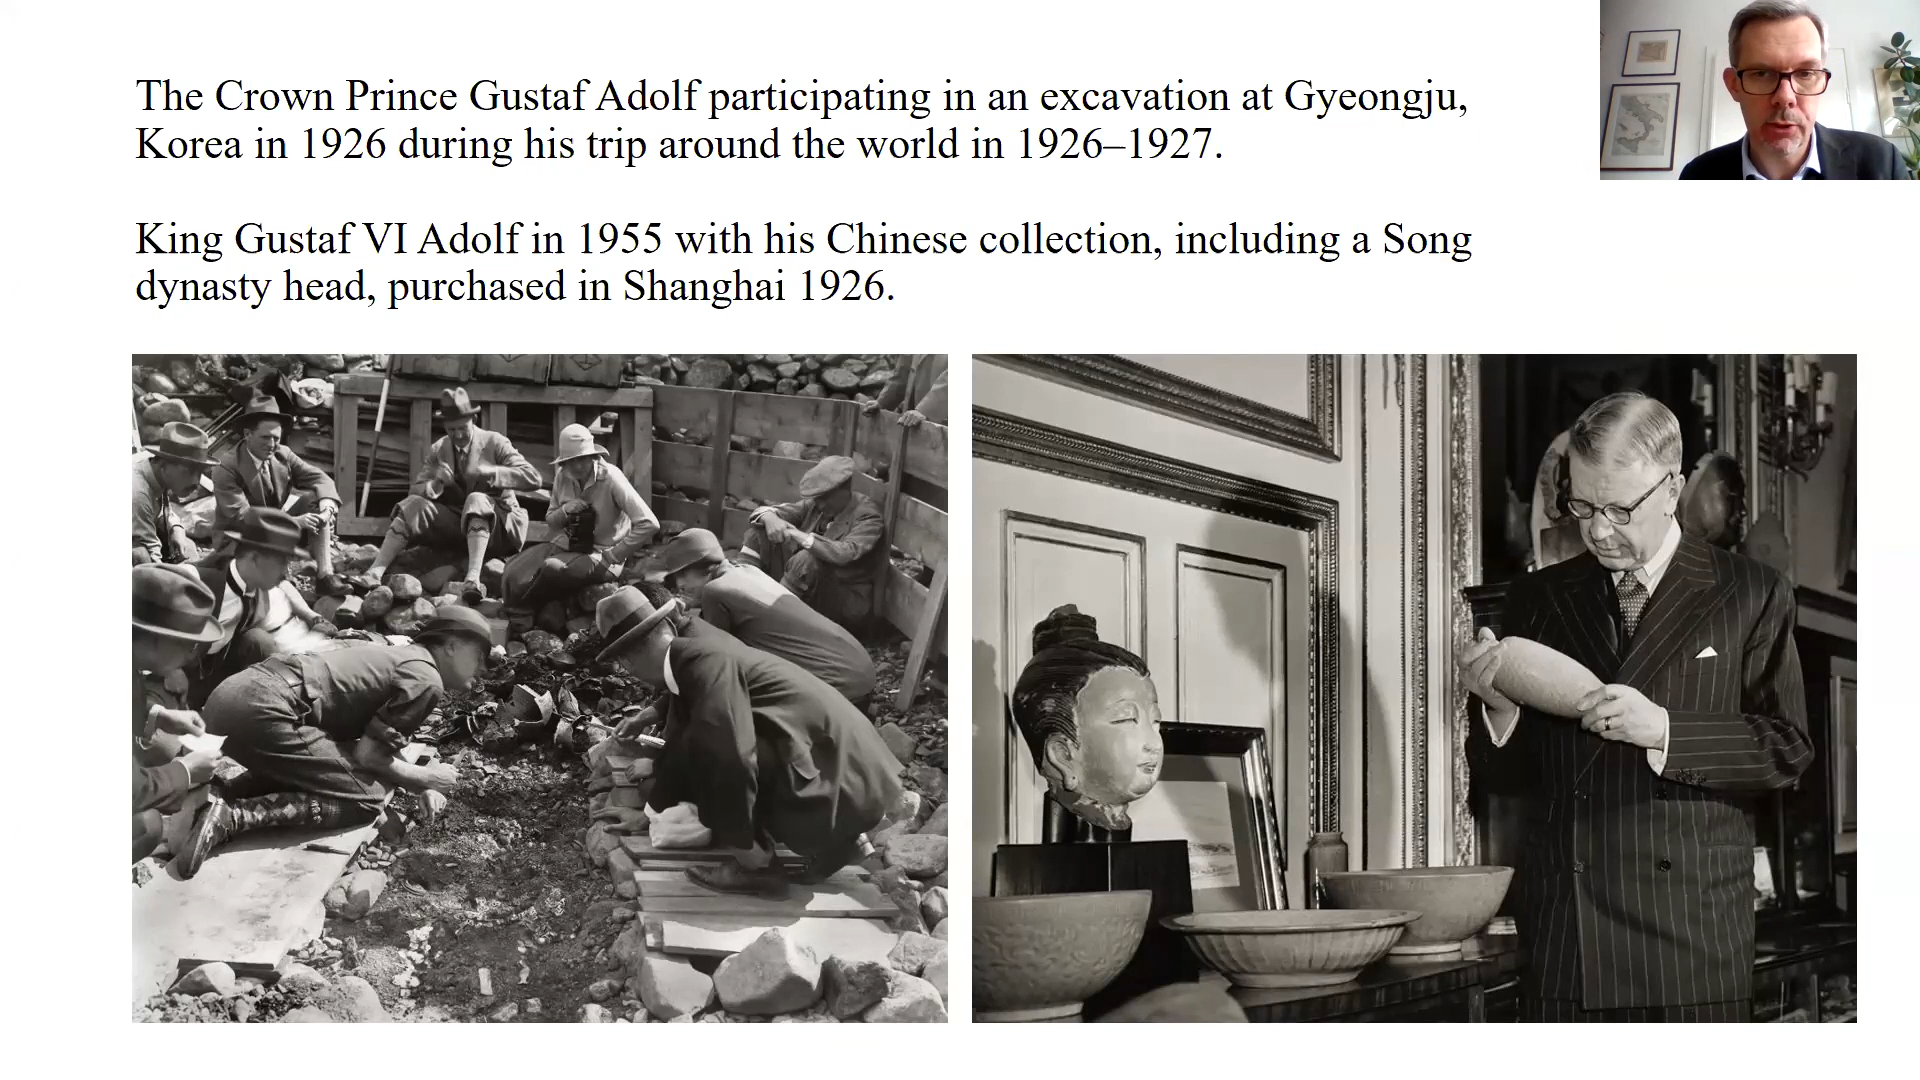 The Crown Prince Gustaf Adolf participating in an excavation at Gyeongju,
Korea in 1926 during his trip around the world in 1926–1927.
King Gustaf VI Adolf in 1955 with his Chinese collection, including a Song
dynasty head, purchased in Shanghai 1926.